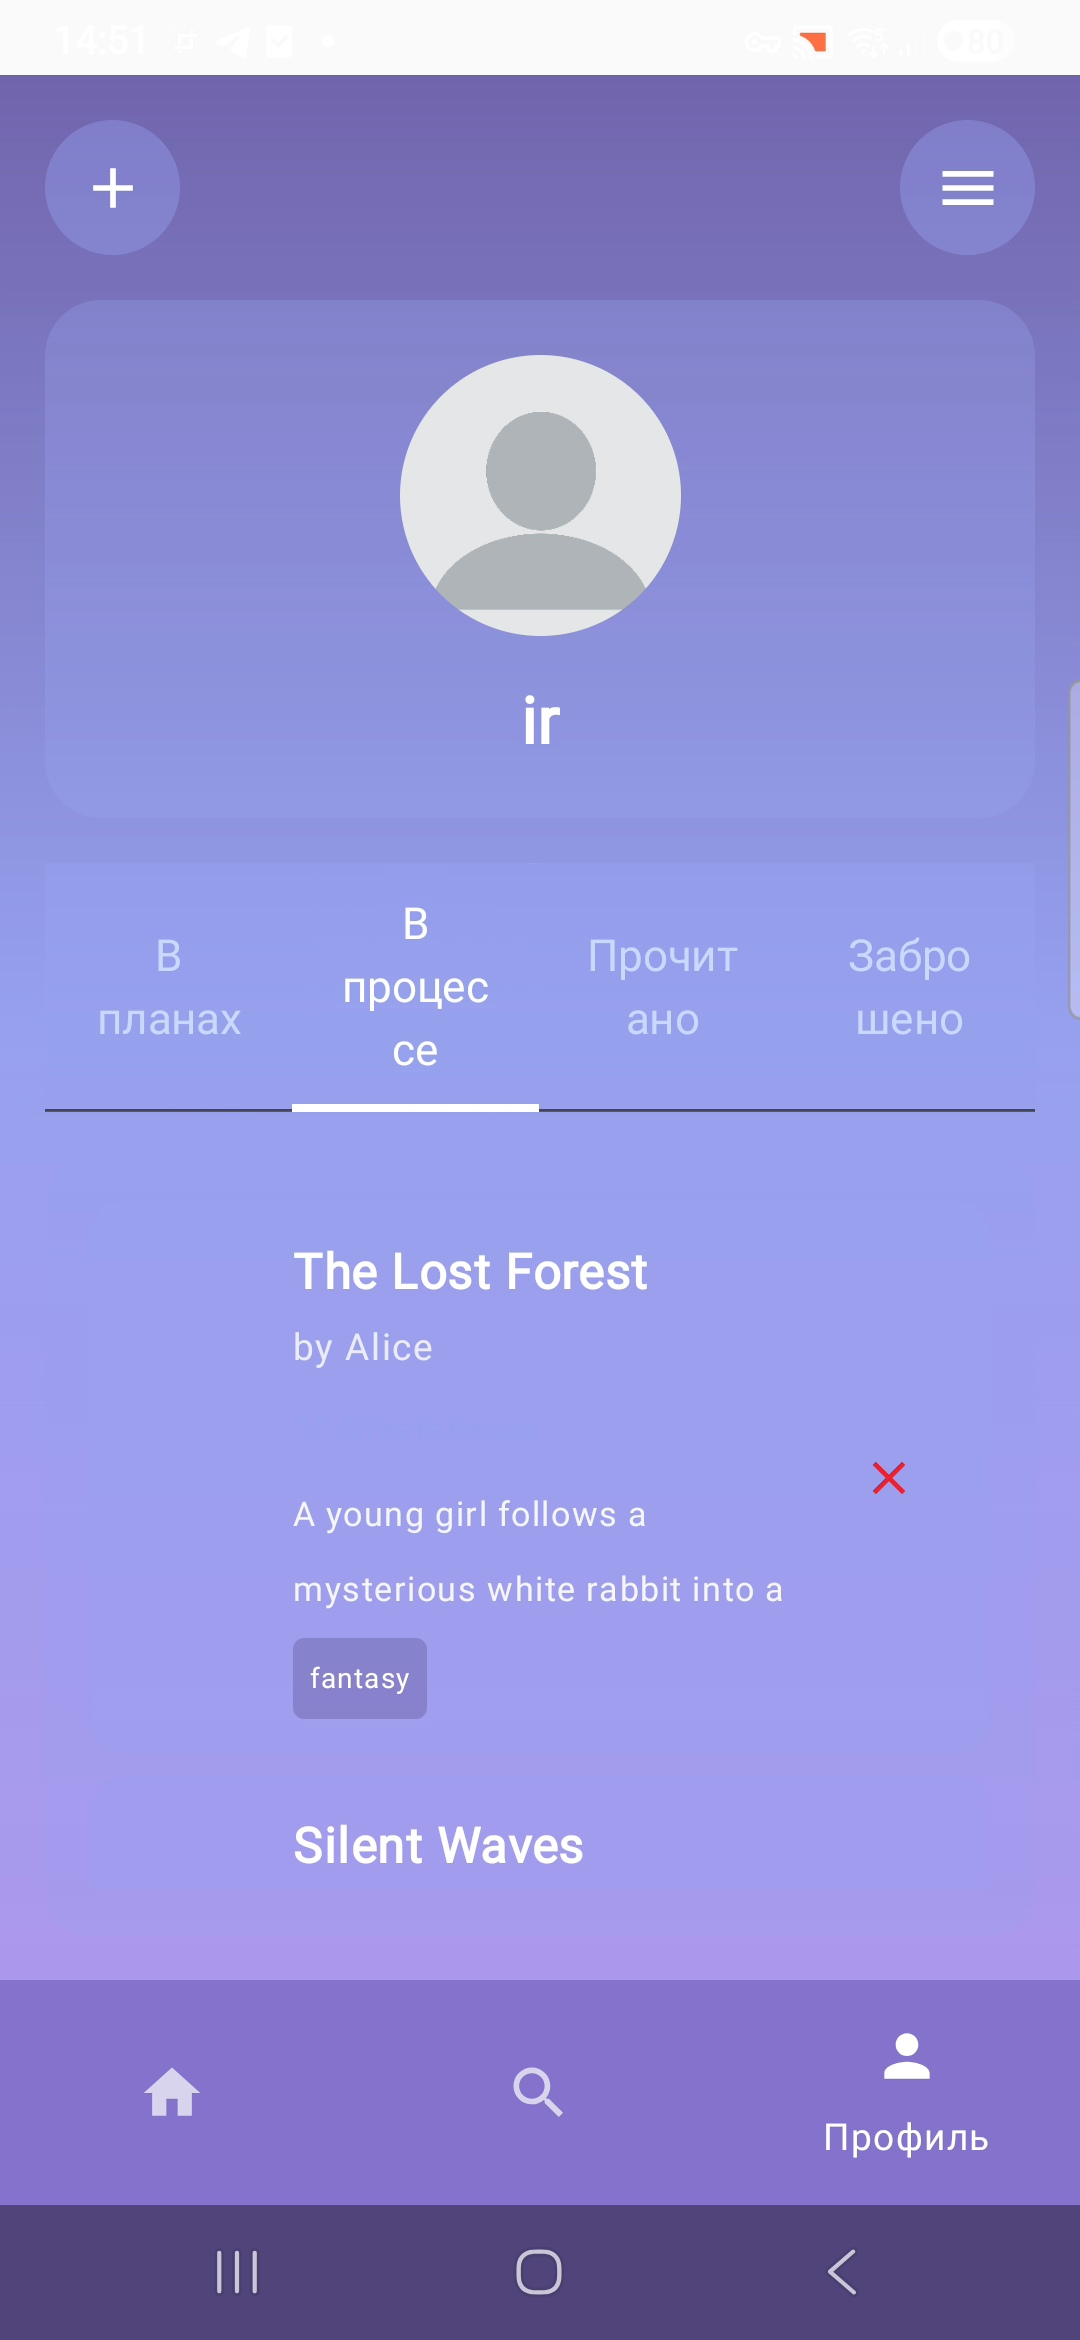 14:51
80
ir
В
планах
В
процес
се
Прочит
ано
Забро
шено
The Lost Forest
by Alice
A young girl follows a
mysterious white rabbit into a
fantasy
Silent Waves
Профиль